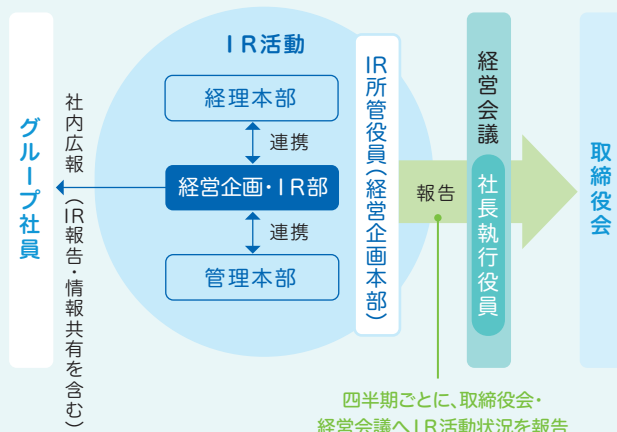 IR活動
グループ社員
社内広報（IR報告・情報共有を含む）
経理本部
連携
経営企画・IR部
連携
管理本部
IR所管役員（経営企画本部）
報告
経営会議
社長執行役員
取締役会
四半期ごとに、取締役会・
経営会議へIR活動状況を報告